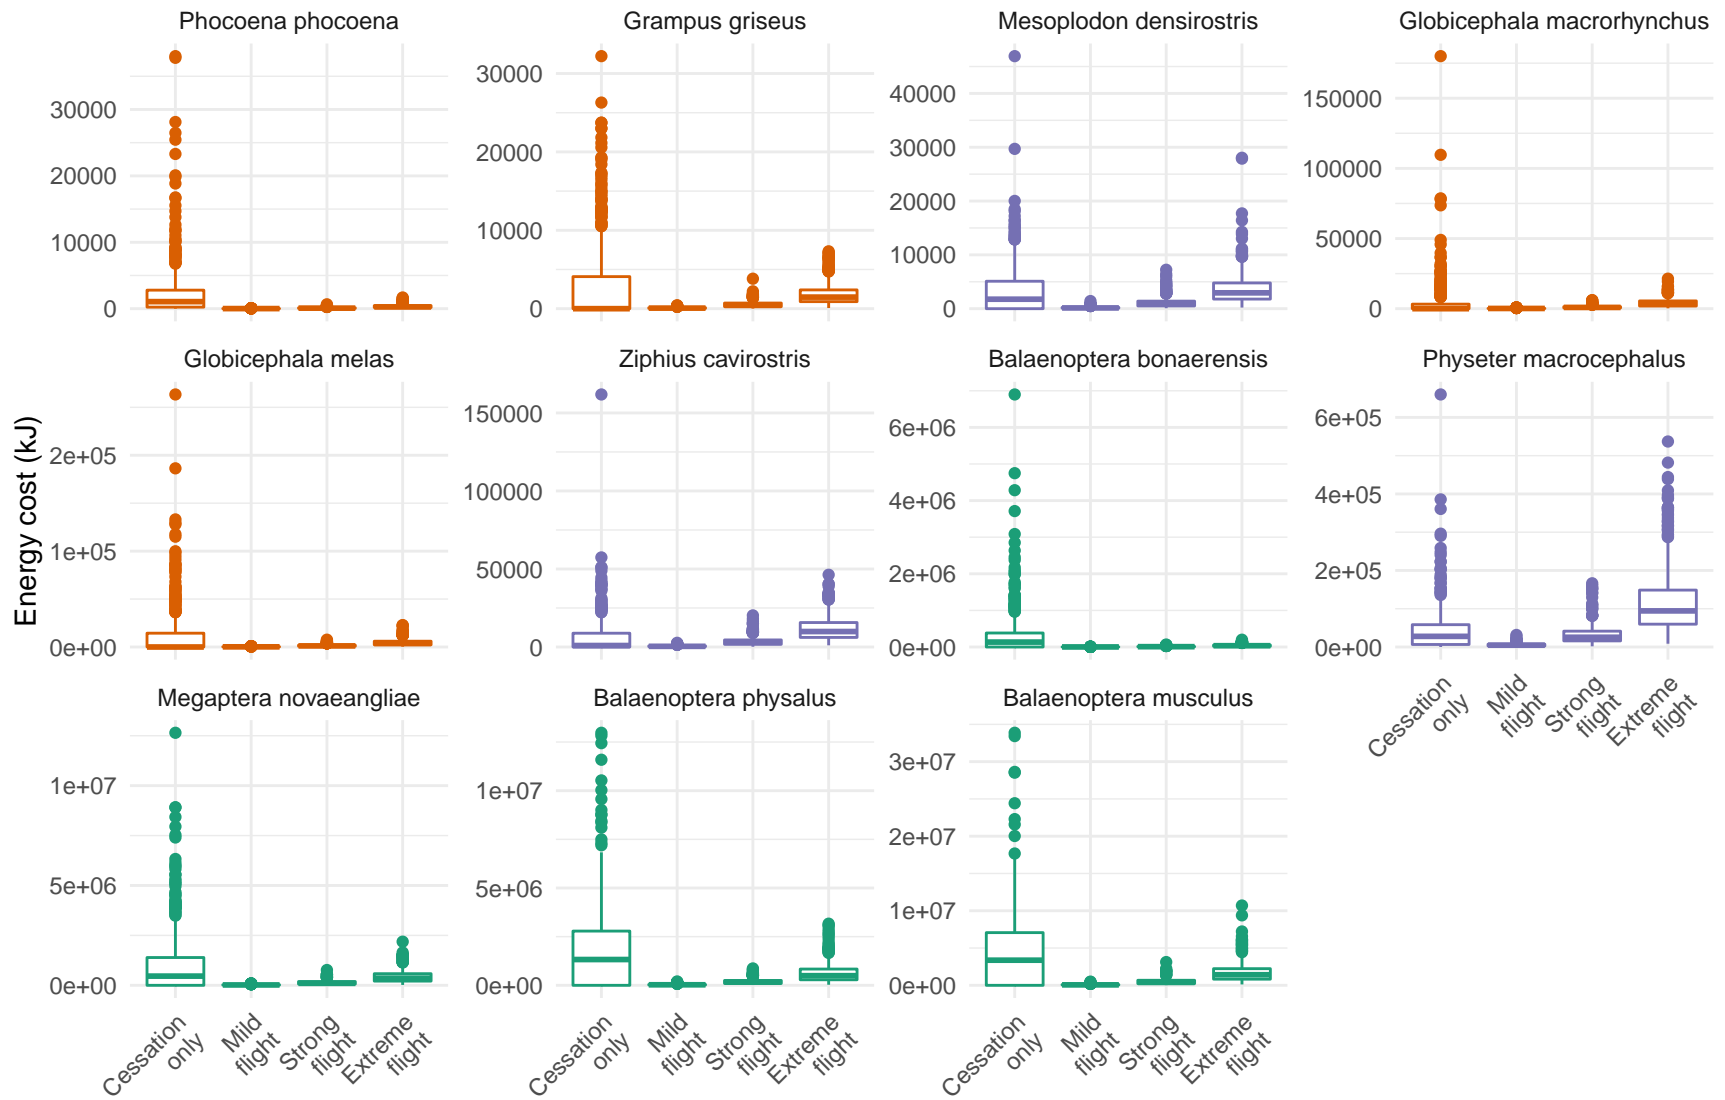 Phocoena phocoena
Grampus griseus
Mesoplodon densirostris
Globicephala macrorhynchus
30000
20000
10000
0
30000
20000
10000
0
40000
30000
20000
10000
0
150000
100000
50000
0
Globicephala melas
Ziphius cavirostris
Balaenoptera bonaerensis
Physeter macrocephalus
Energy cost (kJ)
2e+05
1e+05
0e+00
150000
100000
50000
0
6e+06
4e+06
2e+06
0e+00
6e+05
4e+05
2e+05
0e+00
Cessation
only
Mild
flight
Strong
flight
Extreme
flight
Megaptera novaeangliae
Balaenoptera physalus
Balaenoptera musculus
1e+07
5e+06
0e+00
1e+07
5e+06
0e+00
3e+07
2e+07
1e+07
0e+00
Cessation
only
Mild
flight
Strong
flight
Extreme
flight
Cessation
only
Mild
flight
Strong
flight
Extreme
flight
Cessation
only
Mild
flight
Strong
flight
Extreme
flight